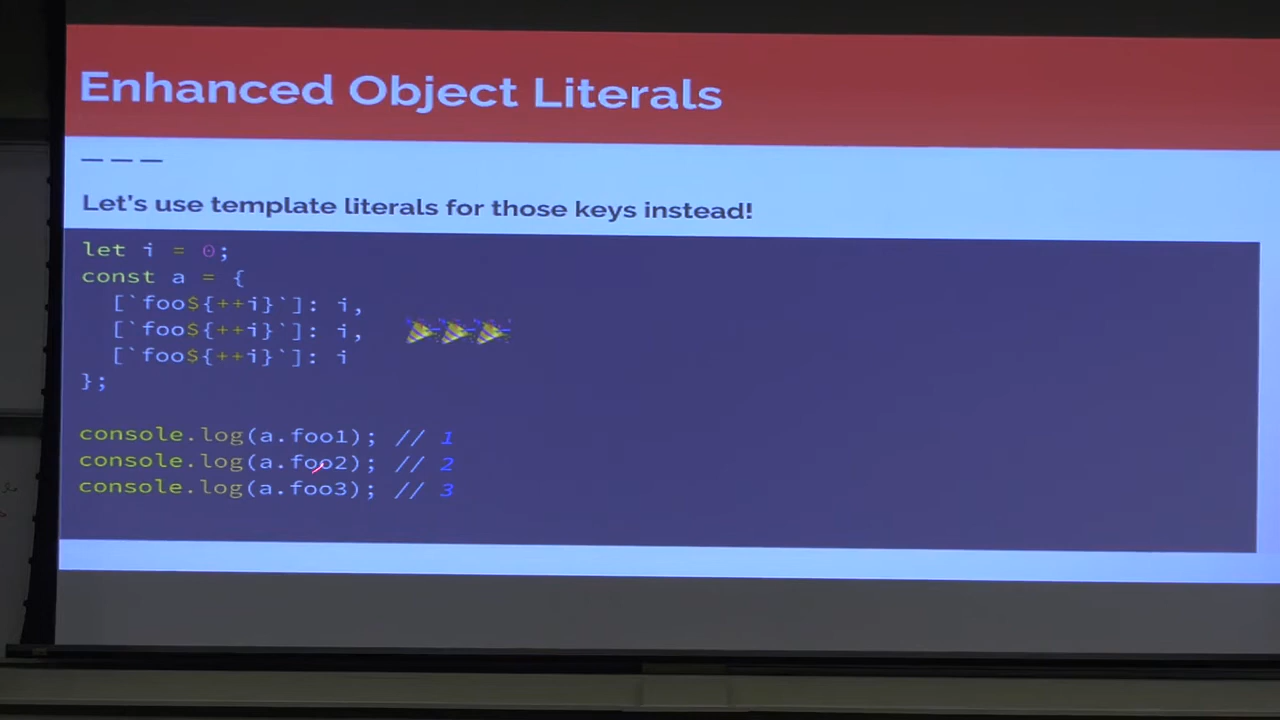 Enhanced Object Literals
Let's use template literals for those keys instead!
let i = 0;
const a = {
[`foo${++i}`]: i,
[`foo${++i}`]: i,
[`foo${++i}`]: i
};
console.log(a.foo1); // 1
console.log(a.foo2); // 2
console.log(a.foo3); // 3